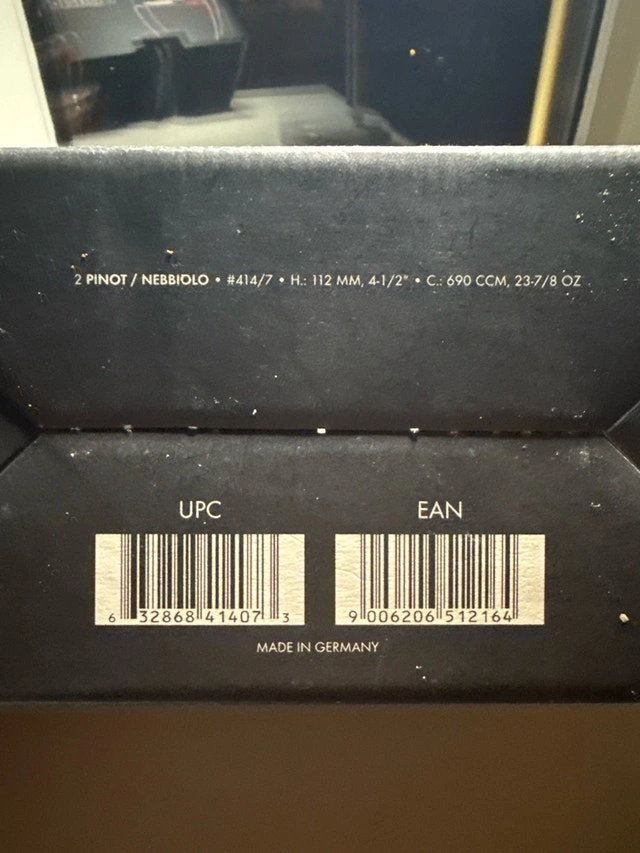 2 PINOT / NEBBIOLO • #414/7 • H.: 112 MM, 4-1/2" • C.: 690 CCM, 23-7/8 OZ
UPC EAN
6 32868 41407 3 9 006206 512164
MADE IN GERMANY